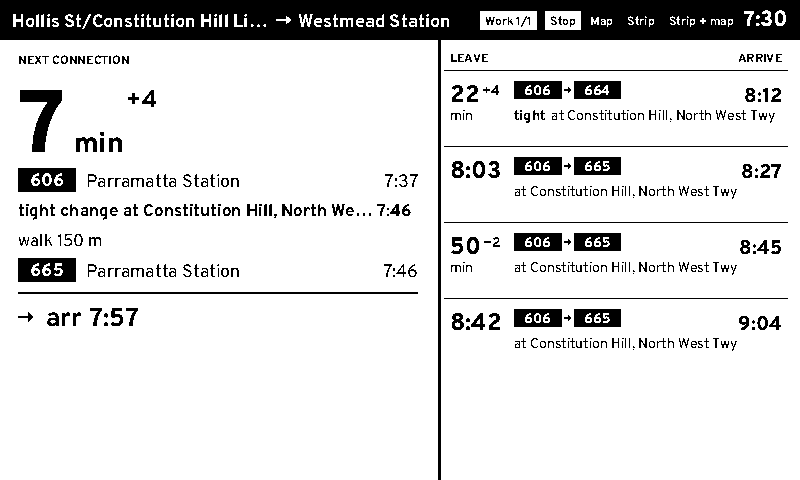 Hollis St/Constitution Hill Li... → Westmead Station Work 1/1 Stop Map Strip Strip + map 7:30
NEXT CONNECTION
7 min +4
606 Parramatta Station 7:37
tight change at Constitution Hill, North We... 7:46
walk 150 m
665 Parramatta Station 7:46
→ arr 7:57
LEAVE ARRIVE
22 +4 606 → 664 8:12
min tight at Constitution Hill, North West Twy
8:03 606 → 665 8:27
at Constitution Hill, North West Twy
50 −2 606 → 665 8:45
min at Constitution Hill, North West Twy
8:42 606 → 665 9:04
at Constitution Hill, North West Twy